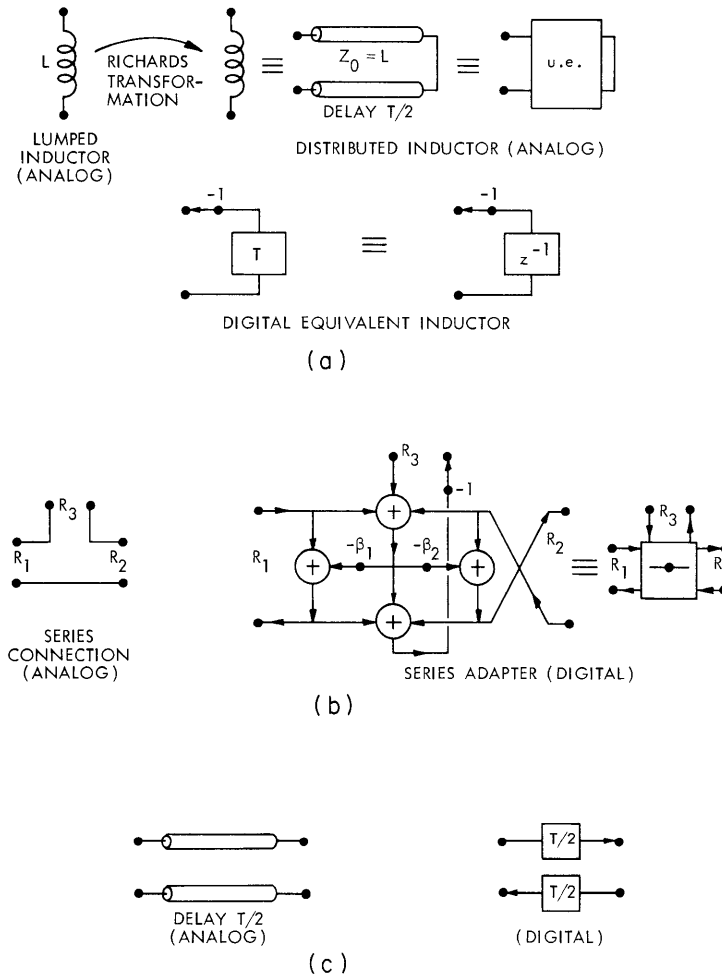 L
RICHARDS
TRANSFOR-
MATION
≡
Z₀ = L
DELAY T/2
≡
u.e.
LUMPED
INDUCTOR
(ANALOG)
DISTRIBUTED INDUCTOR (ANALOG)
-1
T
≡
-1
z⁻¹
DIGITAL EQUIVALENT INDUCTOR
(a)
R₃
R₁
R₂
SERIES
CONNECTION
(ANALOG)
R₃
-1
+
R₁
+
-β₁
-β₂
+
R₂
+
SERIES ADAPTER (DIGITAL)
≡
R₃
R₁
R
(b)
DELAY T/2
(ANALOG)
T/2
T/2
(DIGITAL)
(c)